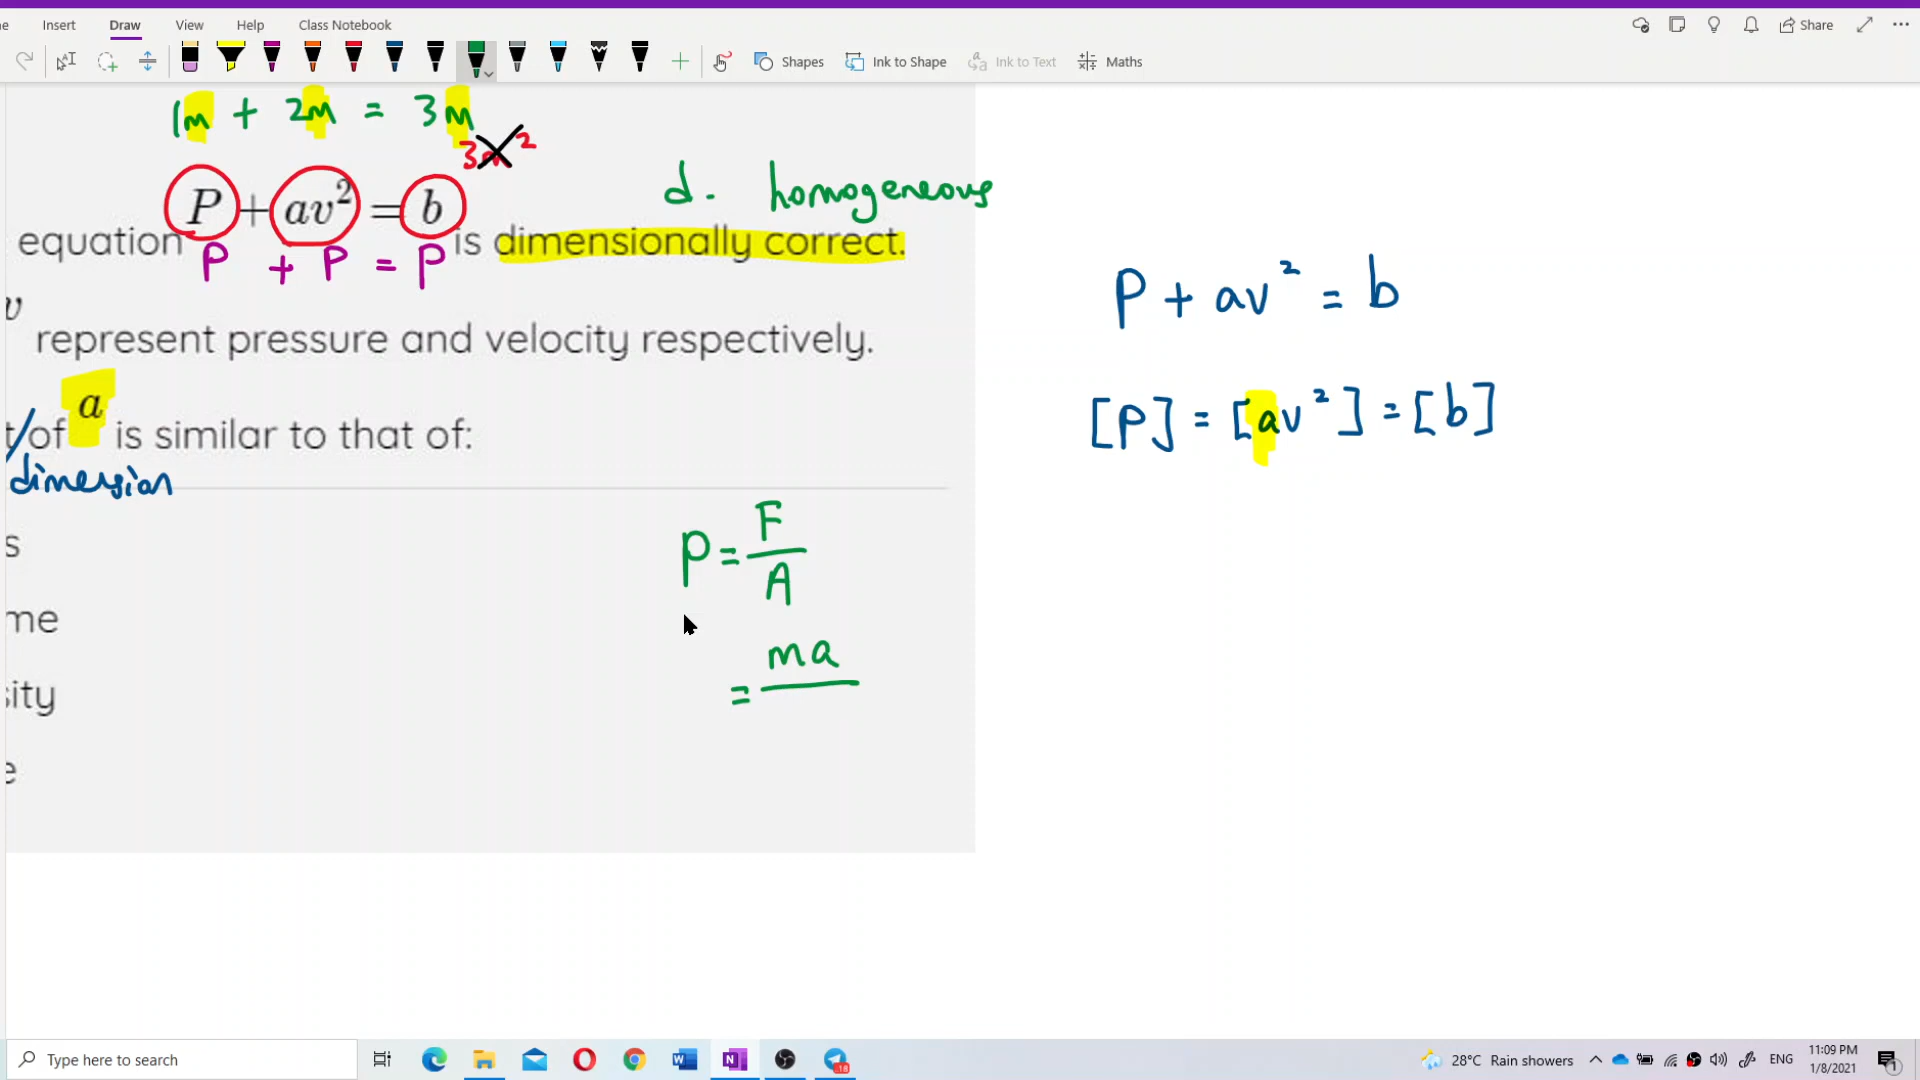 Insert Draw View Help Class Notebook Share
Shapes Ink to Shape Ink to Text Maths
1m + 2m = 3m
3m²
P + av² = b
d. homogeneous
equation is dimensionally correct.
P + P = P
P + av² = b
v
represent pressure and velocity respectively.
a
[P] = [av²] = [b]
t/of is similar to that of:
dimension
P = F
A
s
me
= ma
sity
e
Type here to search
28°C Rain showers
ENG
11:09 PM
1/8/2021